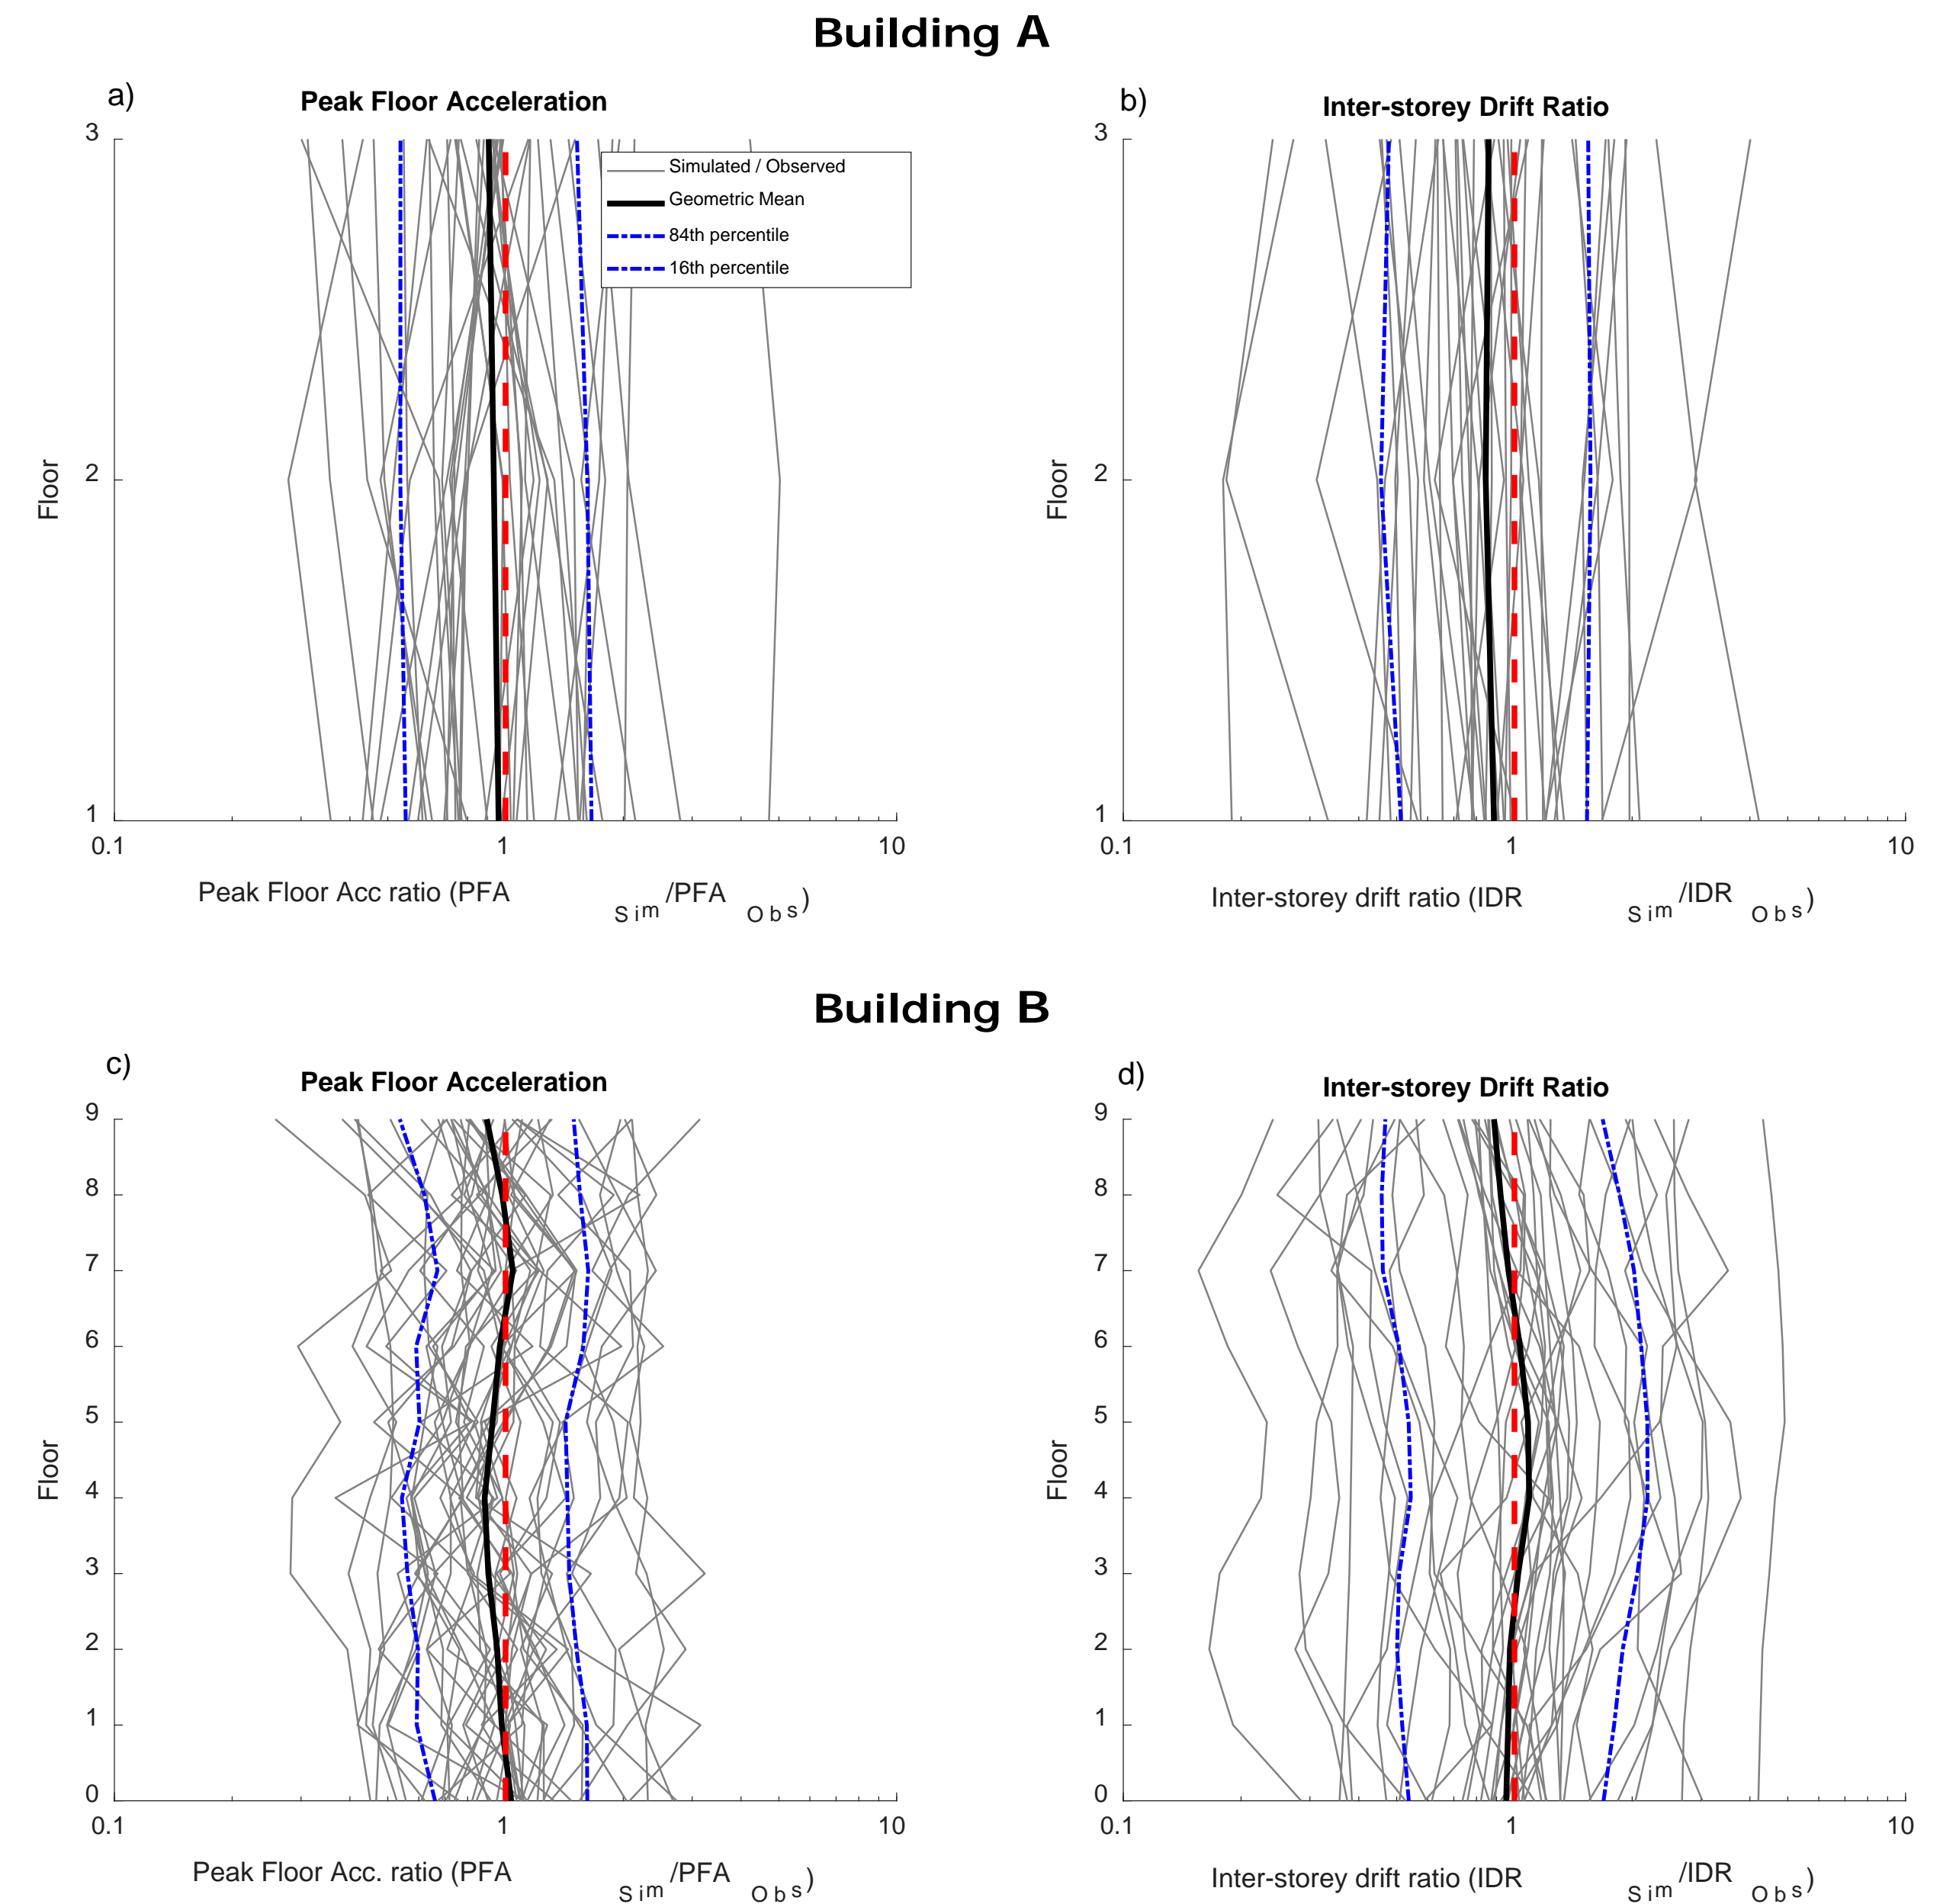 Building A
a)
Peak Floor Acceleration
3
2
1
Floor
Simulated / Observed
Geometric Mean
84th percentile
16th percentile
0.1 1 10
Peak Floor Acc ratio (PFA Sim/PFA Obs)
b)
Inter-storey Drift Ratio
3
2
1
Floor
0.1 1 10
Inter-storey drift ratio (IDR Sim/IDR Obs)
Building B
c)
Peak Floor Acceleration
9
8
7
6
5
4
3
2
1
0
Floor
0.1 1 10
Peak Floor Acc. ratio (PFA Sim/PFA Obs)
d)
Inter-storey Drift Ratio
9
8
7
6
5
4
3
2
1
0
Floor
0.1 1 10
Inter-storey drift ratio (IDR Sim/IDR Obs)